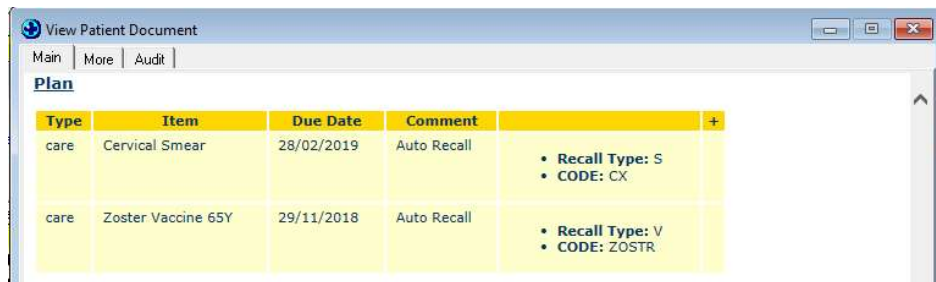 View Patient Document
Main More Audit
Plan
Type Item Due Date Comment +
care Cervical Smear 28/02/2019 Auto Recall
• Recall Type: S
• CODE: CX
care Zoster Vaccine 65Y 29/11/2018 Auto Recall
• Recall Type: V
• CODE: ZOSTR